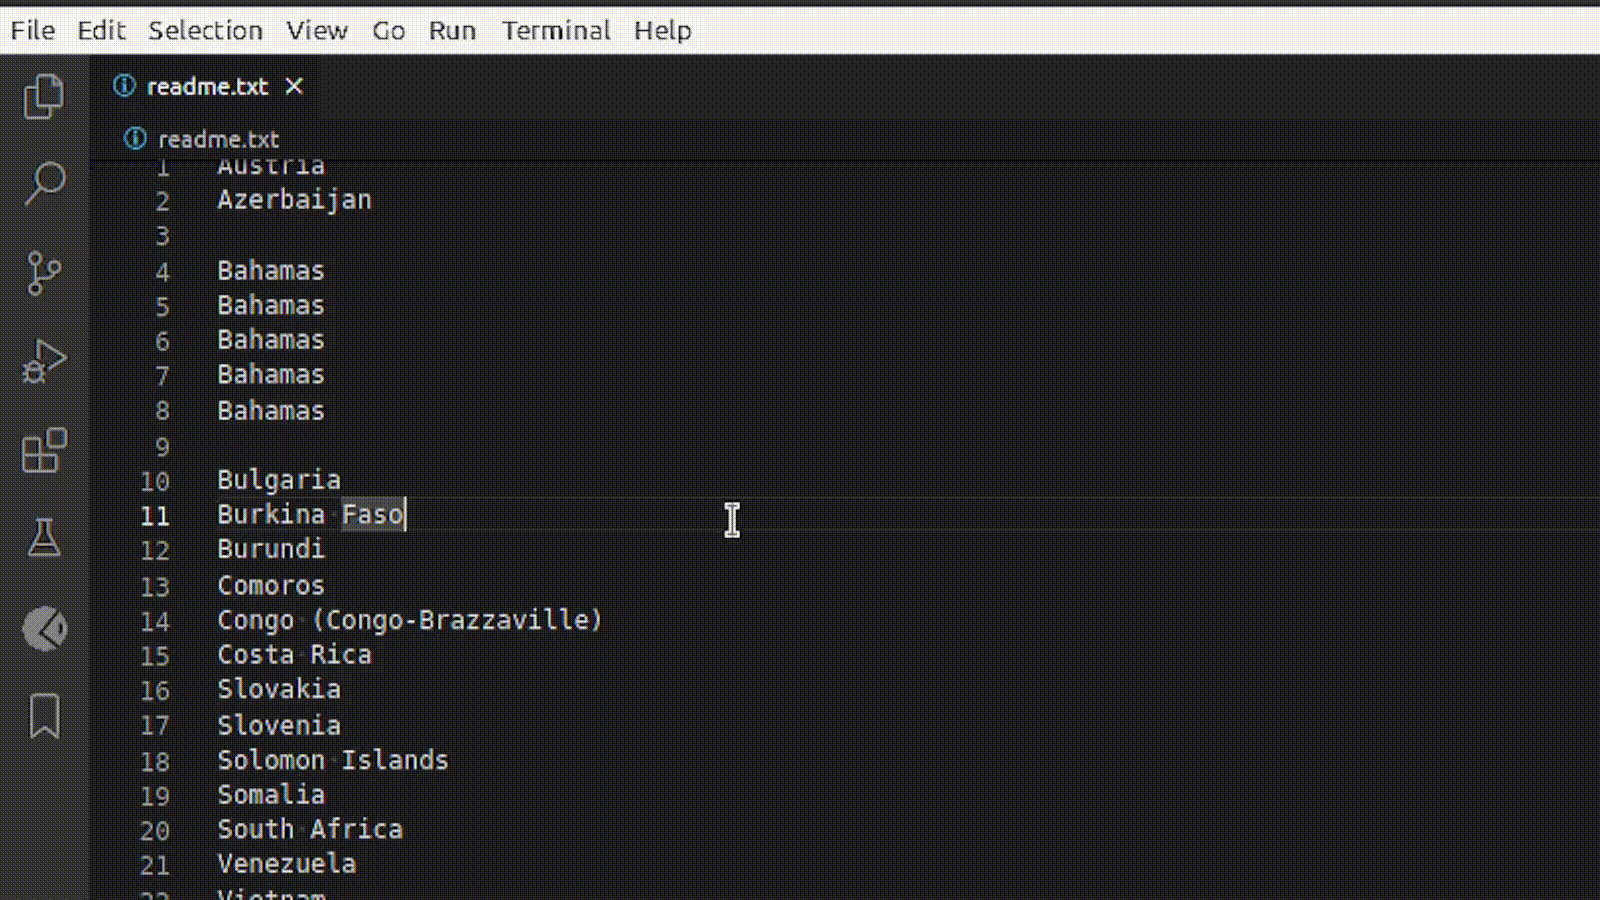 File Edit Selection View Go Run Terminal Help
readme.txt
readme.txt
1 Austria
2 Azerbaijan
3
4 Bahamas
5 Bahamas
6 Bahamas
7 Bahamas
8 Bahamas
9
10 Bulgaria
11 Burkina Faso
12 Burundi
13 Comoros
14 Congo (Congo-Brazzaville)
15 Costa Rica
16 Slovakia
17 Slovenia
18 Solomon Islands
19 Somalia
20 South Africa
21 Venezuela
22 Vietnam